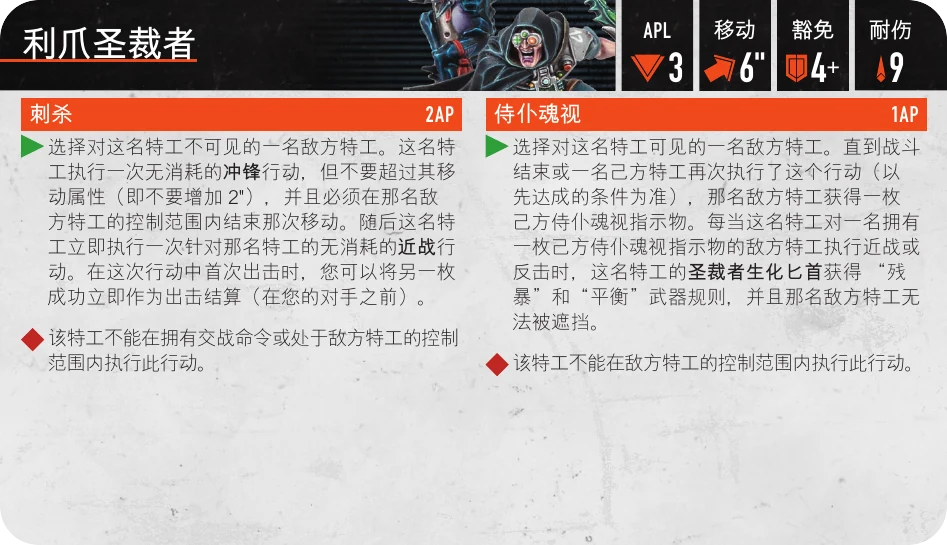 利爪圣裁者
APL
3
移动
6"
豁免
4+
耐伤
9
刺杀 2AP
选择对这名特工不可见的一名敌方特工。这名特
工执行一次无消耗的冲锋行动，但不要超过其移
动属性（即不要增加 2"），并且必须在那名敌
方特工的控制范围内结束那次移动。随后这名特
工立即执行一次针对那名特工的无消耗的近战行
动。在这次行动中首次出击时，您可以将另一枚
成功立即作为出击结算（在您的对手之前）。
该特工不能在拥有交战命令或处于敌方特工的控制
范围内执行此行动。
侍仆魂视 1AP
选择对这名特工可见的一名敌方特工。直到战斗
结束或一名己方特工再次执行了这个行动（以
先达成的条件为准），那名敌方特工获得一枚
己方侍仆魂视指示物。每当这名特工对一名拥有
一枚己方侍仆魂视指示物的敌方特工执行近战或
反击时，这名特工的圣裁者生化匕首获得 “残
暴”和“平衡”武器规则，并且那名敌方特工无
法被遮挡。
该特工不能在敌方特工的控制范围内执行此行动。